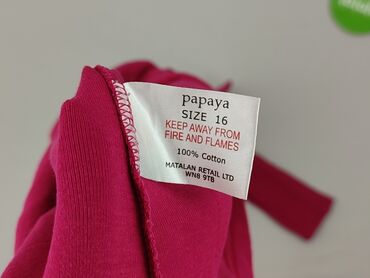 papaya
SIZE 16
KEEP AWAY FROM
FIRE AND FLAMES
100% Cotton
MATALAN RETAIL LTD
WN8 9TB